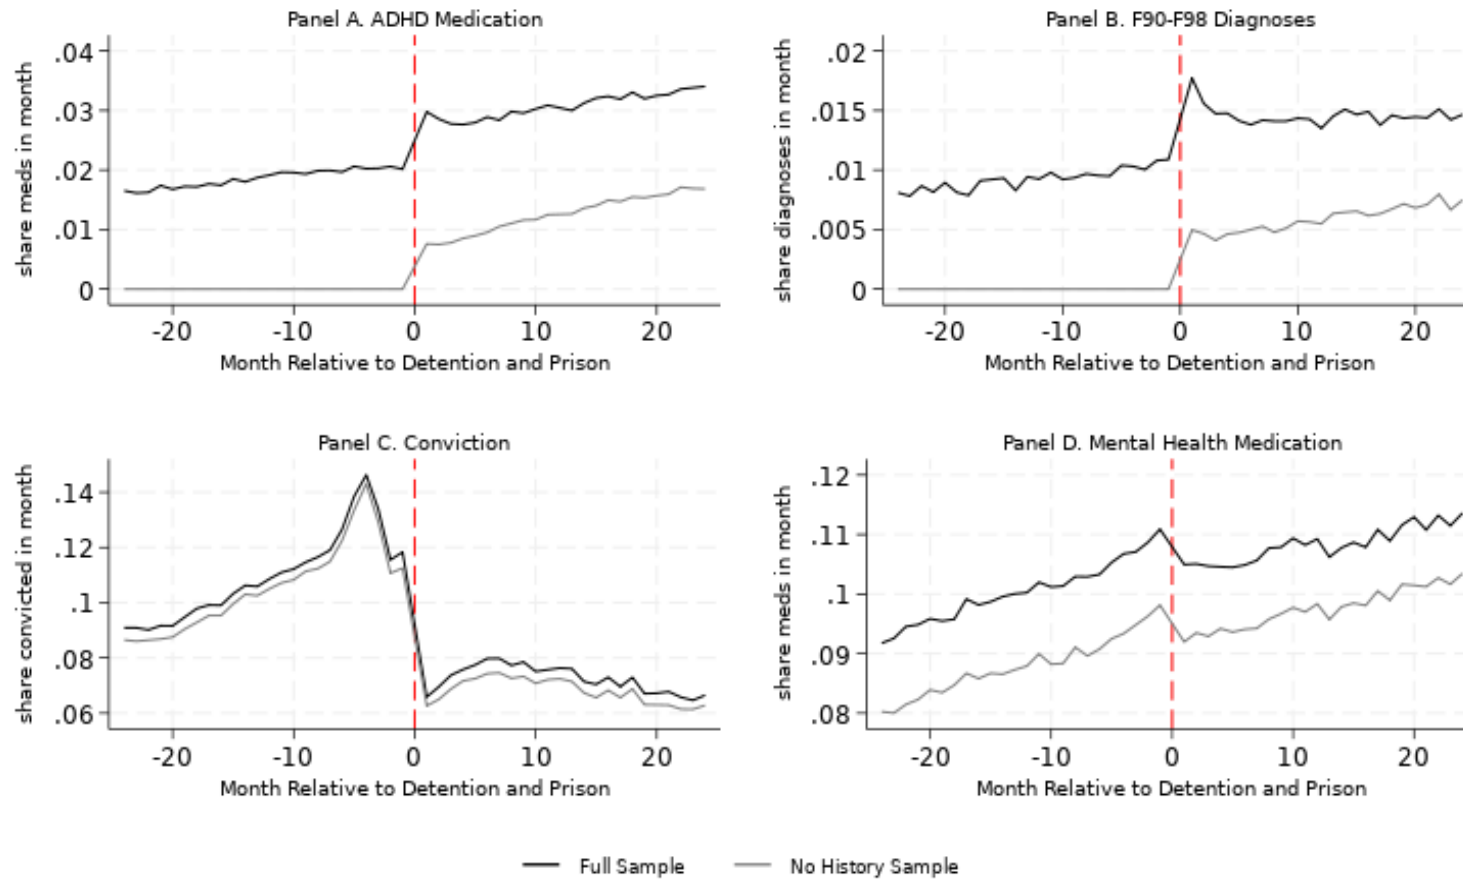 Panel A. ADHD Medication
share meds in month
.04
.03
.02
.01
0
-20 -10 0 10 20
Month Relative to Detention and Prison
Panel B. F90-F98 Diagnoses
share diagnoses in month
.02
.015
.01
.005
0
-20 -10 0 10 20
Month Relative to Detention and Prison
Panel C. Conviction
share convicted in month
.14
.12
.1
.08
.06
-20 -10 0 10 20
Month Relative to Detention and Prison
Panel D. Mental Health Medication
share meds in month
.12
.11
.1
.09
.08
-20 -10 0 10 20
Month Relative to Detention and Prison
Full Sample No History Sample